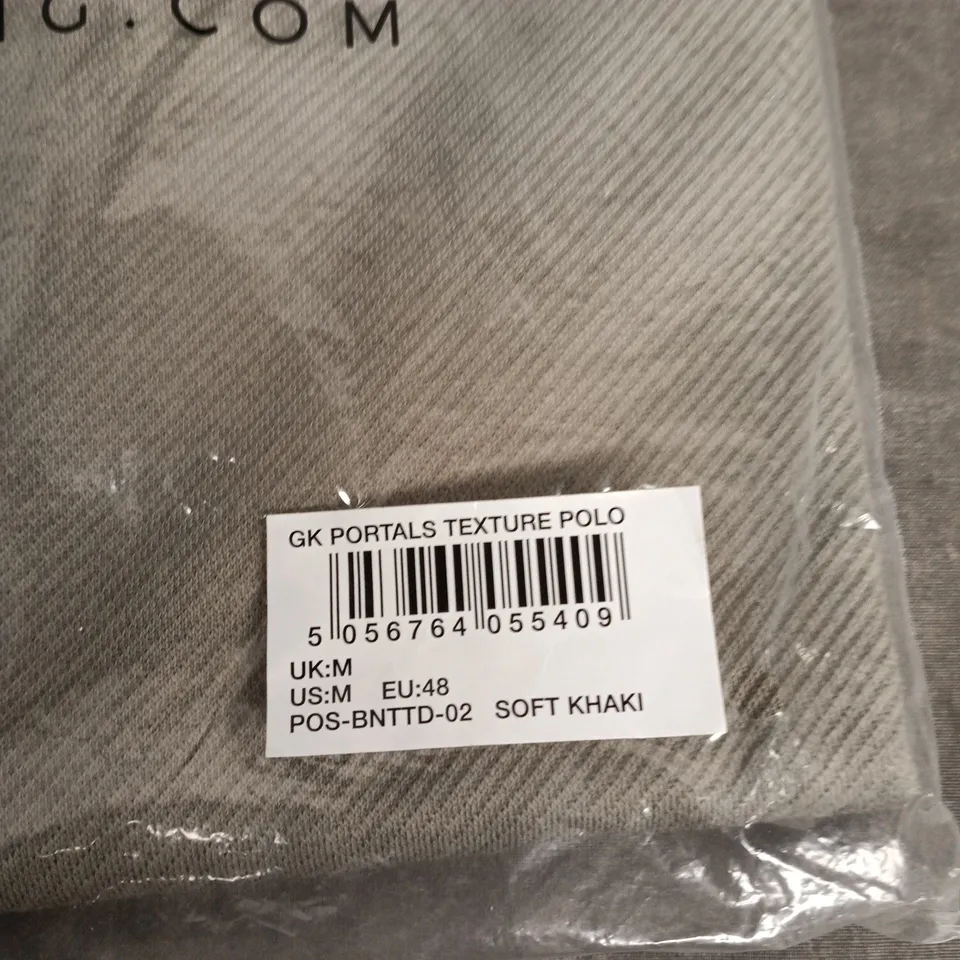 G.COM
GK PORTALS TEXTURE POLO
5 056764 055409
UK:M
US:M EU:48
POS-BNTTD-02 SOFT KHAKI